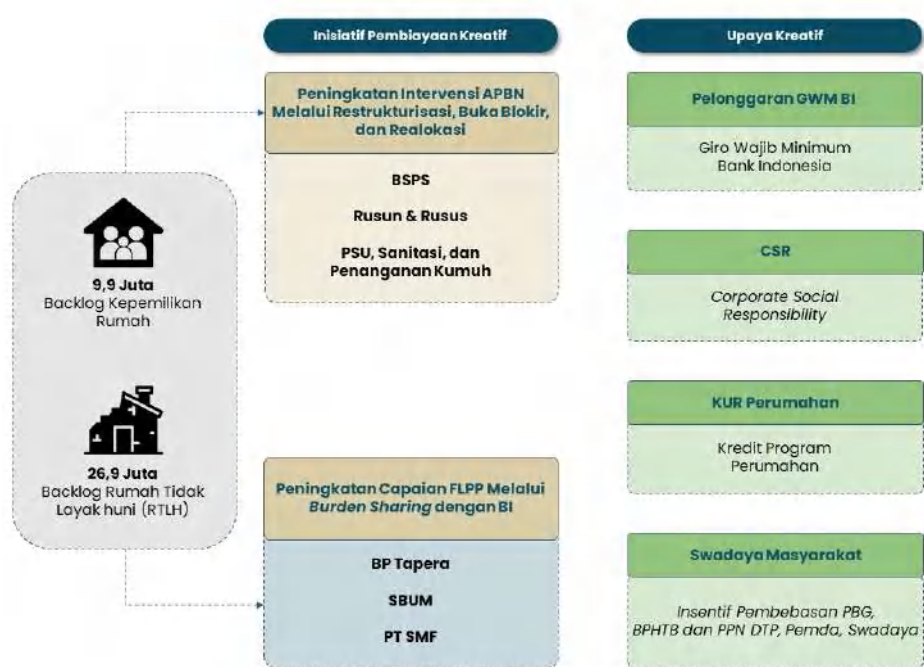 Inisiatif Pembiayaan Kreatif
Upaya Kreatif
9,9 Juta
Backlog Kepemilikan
Rumah
26,9 Juta
Backlog Rumah Tidak
Layak huni (RTLH)
Peningkatan Intervensi APBN
Melalui Restrukturisasi, Buka Blokir,
dan Realokasi
BSPS
Rusun & Rusus
PSU, Sanitasi, dan
Penanganan Kumuh
Peningkatan Capaian FLPP Melalui
Burden Sharing dengan BI
BP Tapera
SBUM
PT SMF
Pelonggaran GWM BI
Giro Wajib Minimum
Bank Indonesia
CSR
Corporate Social
Responsibility
KUR Perumahan
Kredit Program
Perumahan
Swadaya Masyarakat
Insentif Pembebasan PBG,
BPHTB dan PPN DTP, Pemda, Swadaya